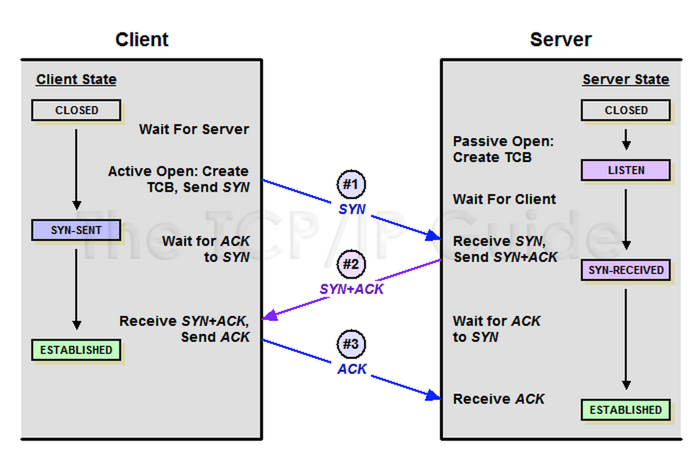 Client
Server
Client State
Server State
CLOSED
CLOSED
Wait For Server
Passive Open:
Create TCB
Active Open: Create
TCB, Send SYN
#1
SYN
LISTEN
Wait For Client
The TCP/IP Guide
SYN-SENT
Wait for ACK
to SYN
Receive SYN,
Send SYN+ACK
#2
SYN+ACK
SYN-RECEIVED
Receive SYN+ACK,
Send ACK
Wait for ACK
to SYN
#3
ACK
ESTABLISHED
Receive ACK
ESTABLISHED